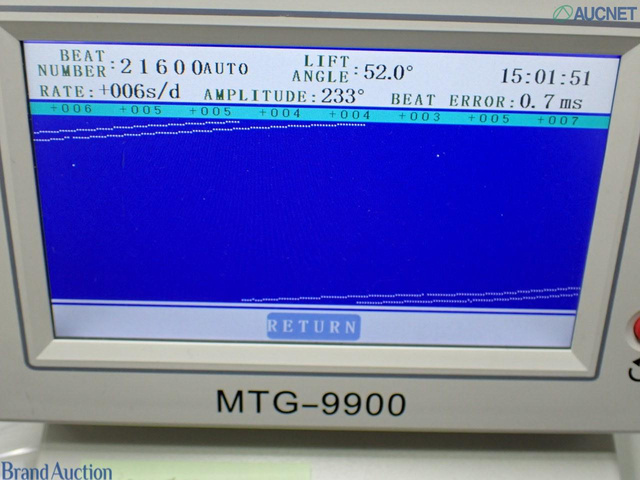 AUCNET
BEAT NUMBER:21600AUTO LIFT ANGLE:52.0° 15:01:51
RATE:+006s/d AMPLITUDE:233° BEAT ERROR:0.7ms
+006 +005 +005 +004 +004 +003 +005 +007
RETURN
MTG-9900
Brand Auction